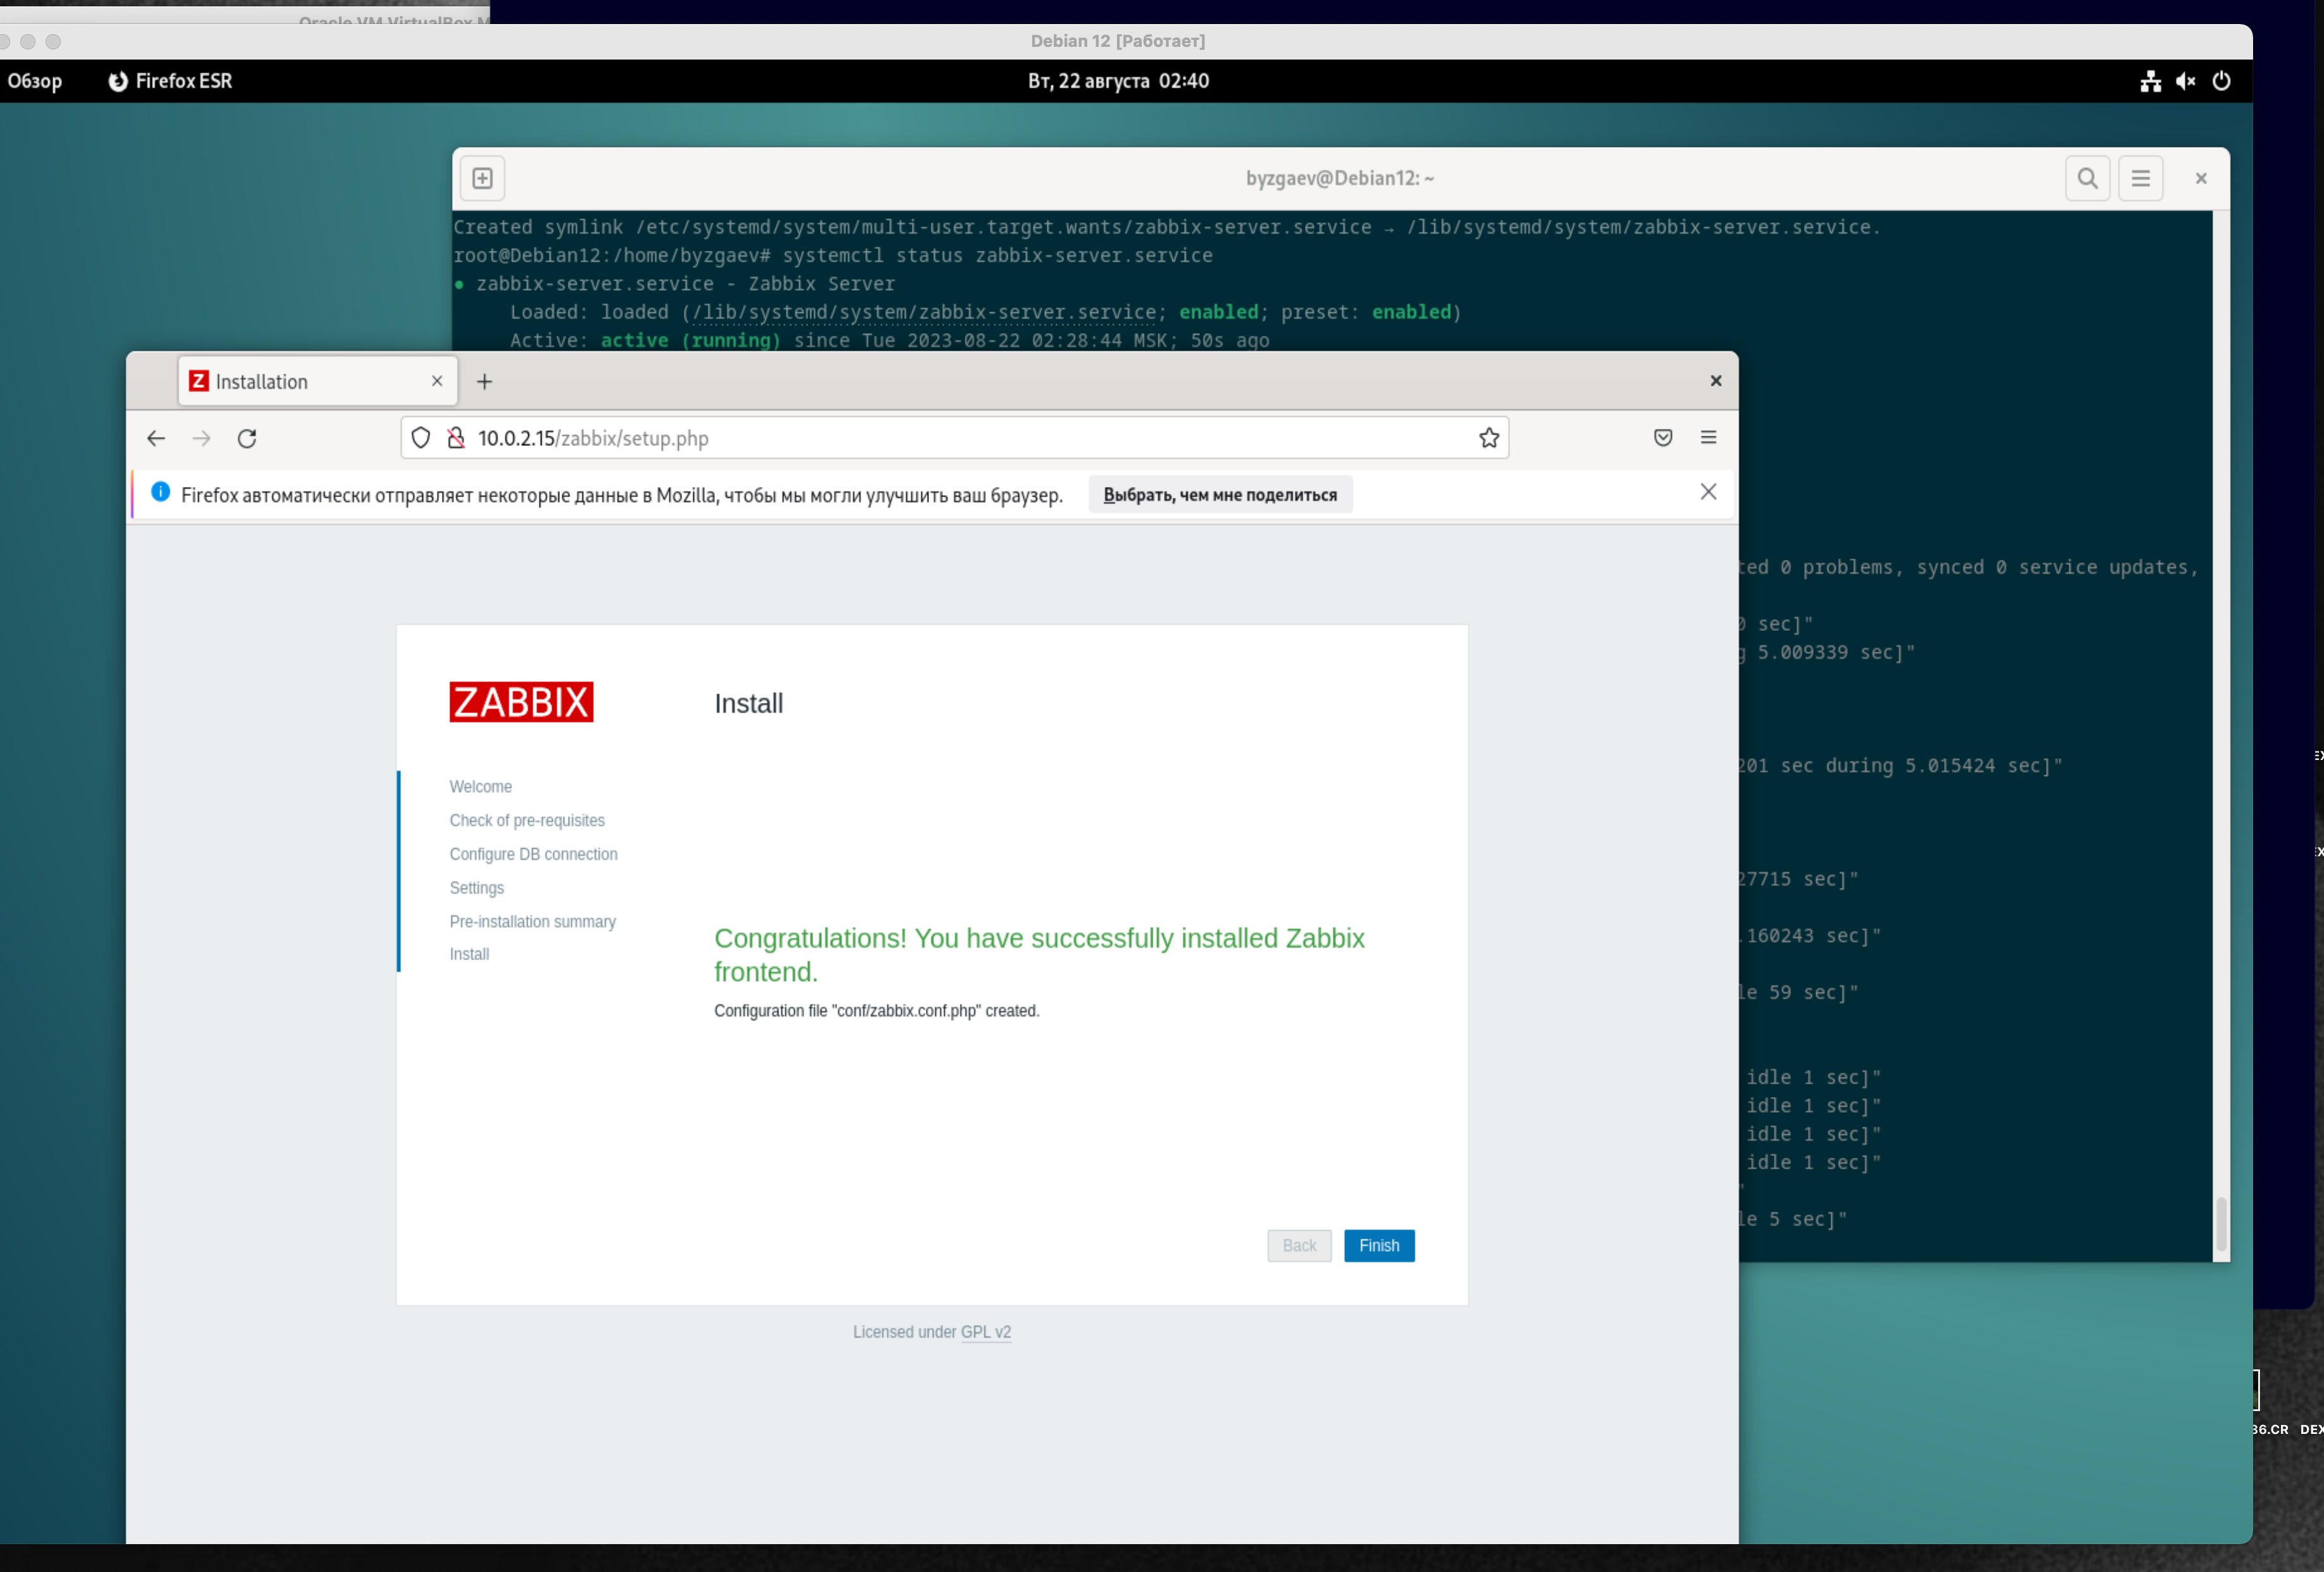 Oracle VM VirtualBox M
Debian 12 [Работает]
Обзор
Firefox ESR
Вт, 22 августа 02:40
byzgaev@Debian12: ~
Created symlink /etc/systemd/system/multi-user.target.wants/zabbix-server.service → /lib/systemd/system/zabbix-server.service.
root@Debian12:/home/byzgaev# systemctl status zabbix-server.service
● zabbix-server.service - Zabbix Server
Loaded: loaded (/lib/systemd/system/zabbix-server.service; enabled; preset: enabled)
Active: active (running) since Tue 2023-08-22 02:28:44 MSK; 50s ago
Installation
10.0.2.15/zabbix/setup.php
Firefox автоматически отправляет некоторые данные в Mozilla, чтобы мы могли улучшить ваш браузер.
Выбрать, чем мне поделиться
ted 0 problems, synced 0 service updates,
sec]"
g 5.009339 sec]"
201 sec during 5.015424 sec]"
27715 sec]"
.160243 sec]"
le 59 sec]"
idle 1 sec]"
idle 1 sec]"
idle 1 sec]"
idle 1 sec]"
"
le 5 sec]"
ZABBIX
Install
Welcome
Check of pre-requisites
Configure DB connection
Settings
Pre-installation summary
Install
Congratulations! You have successfully installed Zabbix
frontend.
Configuration file "conf/zabbix.conf.php" created.
Back
Finish
Licensed under GPL v2
36.CR
DEX